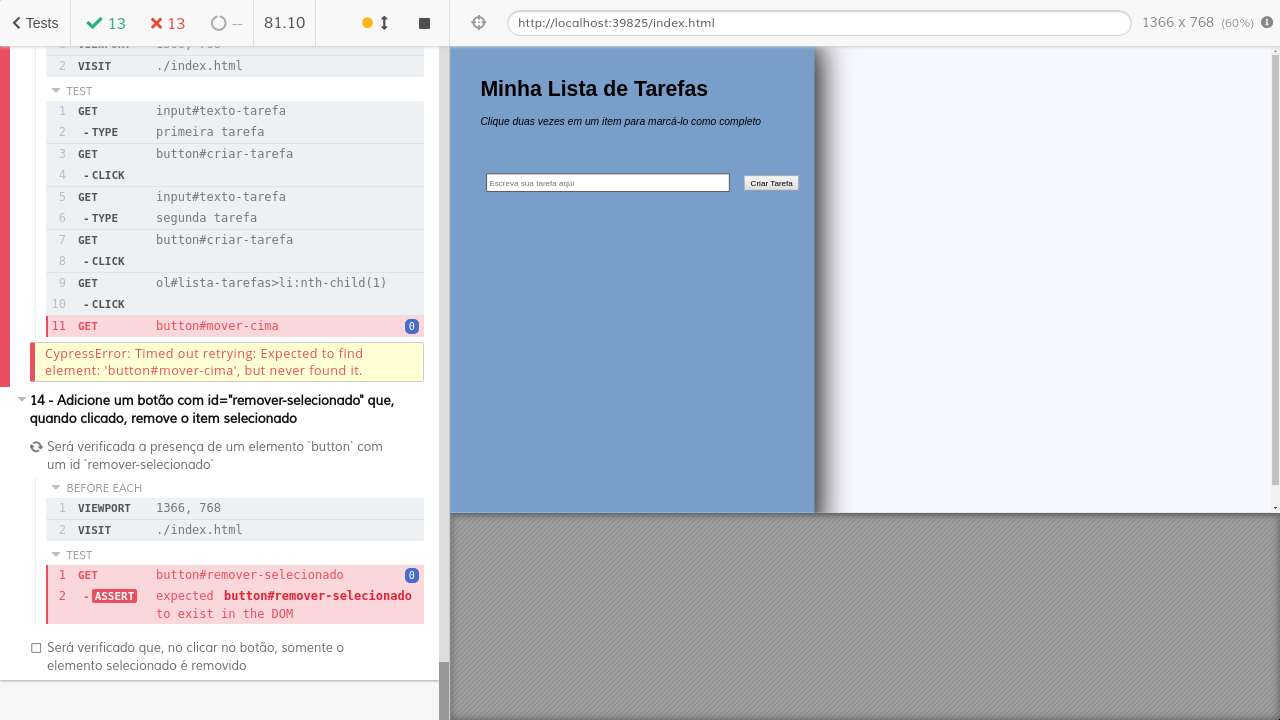 Tests 13 13 -- 81.10
http://localhost:39825/index.html 1366 x 768 (60%)
1 VIEWPORT 1366, 768
2 VISIT ./index.html
TEST
1 GET input#texto-tarefa
2 - TYPE primeira tarefa
3 GET button#criar-tarefa
4 - CLICK
5 GET input#texto-tarefa
6 - TYPE segunda tarefa
7 GET button#criar-tarefa
8 - CLICK
9 GET ol#lista-tarefas>li:nth-child(1)
10 - CLICK
11 GET button#mover-cima 0
CypressError: Timed out retrying: Expected to find
element: 'button#mover-cima', but never found it.
14 - Adicione um botão com id="remover-selecionado" que,
quando clicado, remove o item selecionado
Será verificada a presença de um elemento `button` com
um id `remover-selecionado`
BEFORE EACH
1 VIEWPORT 1366, 768
2 VISIT ./index.html
TEST
1 GET button#remover-selecionado 0
2 - ASSERT expected button#remover-selecionado
to exist in the DOM
Será verificado que, no clicar no botão, somente o
elemento selecionado é removido
Minha Lista de Tarefas
Clique duas vezes em um item para marcá-lo como completo
Escreva sua tarefa aqui
Criar Tarefa